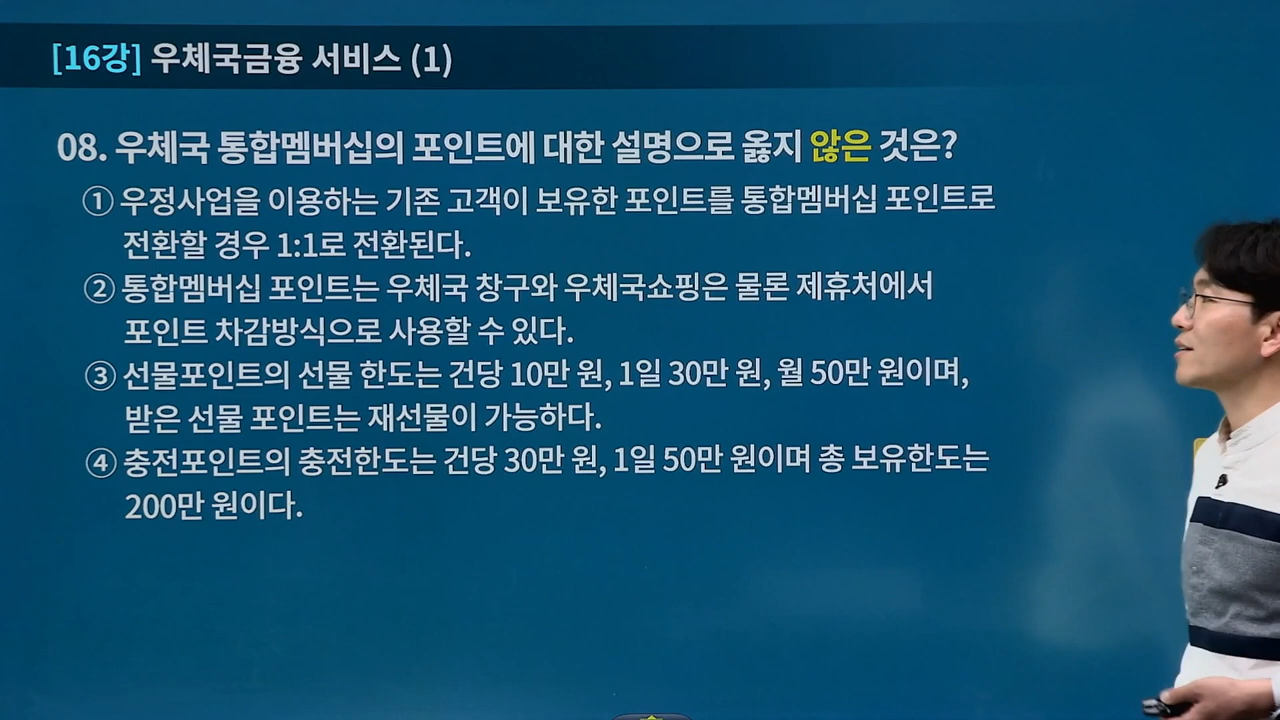 [16강] 우체국금융 서비스 (1)
08. 우체국 통합멤버십의 포인트에 대한 설명으로 옳지 않은 것은?
① 우정사업을 이용하는 기존 고객이 보유한 포인트를 통합멤버십 포인트로
전환할 경우 1:1로 전환된다.
② 통합멤버십 포인트는 우체국 창구와 우체국쇼핑은 물론 제휴처에서
포인트 차감방식으로 사용할 수 있다.
③ 선물포인트의 선물 한도는 건당 10만 원, 1일 30만 원, 월 50만 원이며,
받은 선물 포인트는 재선물이 가능하다.
④ 충전포인트의 충전한도는 건당 30만 원, 1일 50만 원이며 총 보유한도는
200만 원이다.